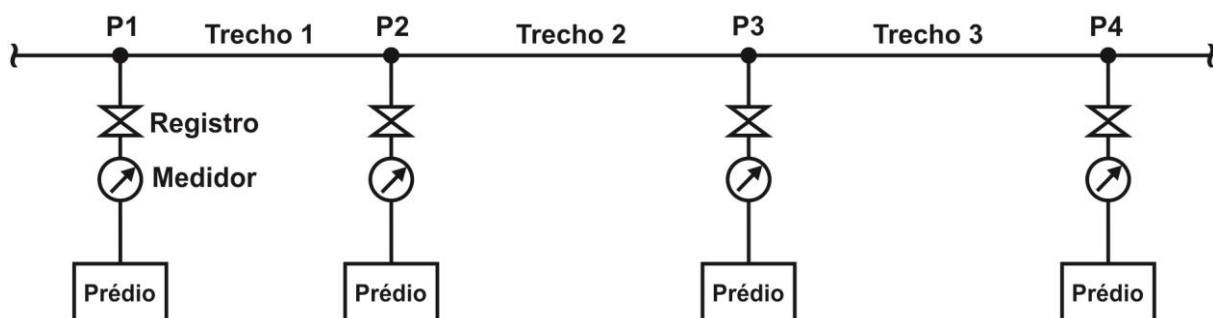 P1 Trecho 1 P2 Trecho 2 P3 Trecho 3 P4
Registro
Medidor
Prédio Prédio Prédio Prédio